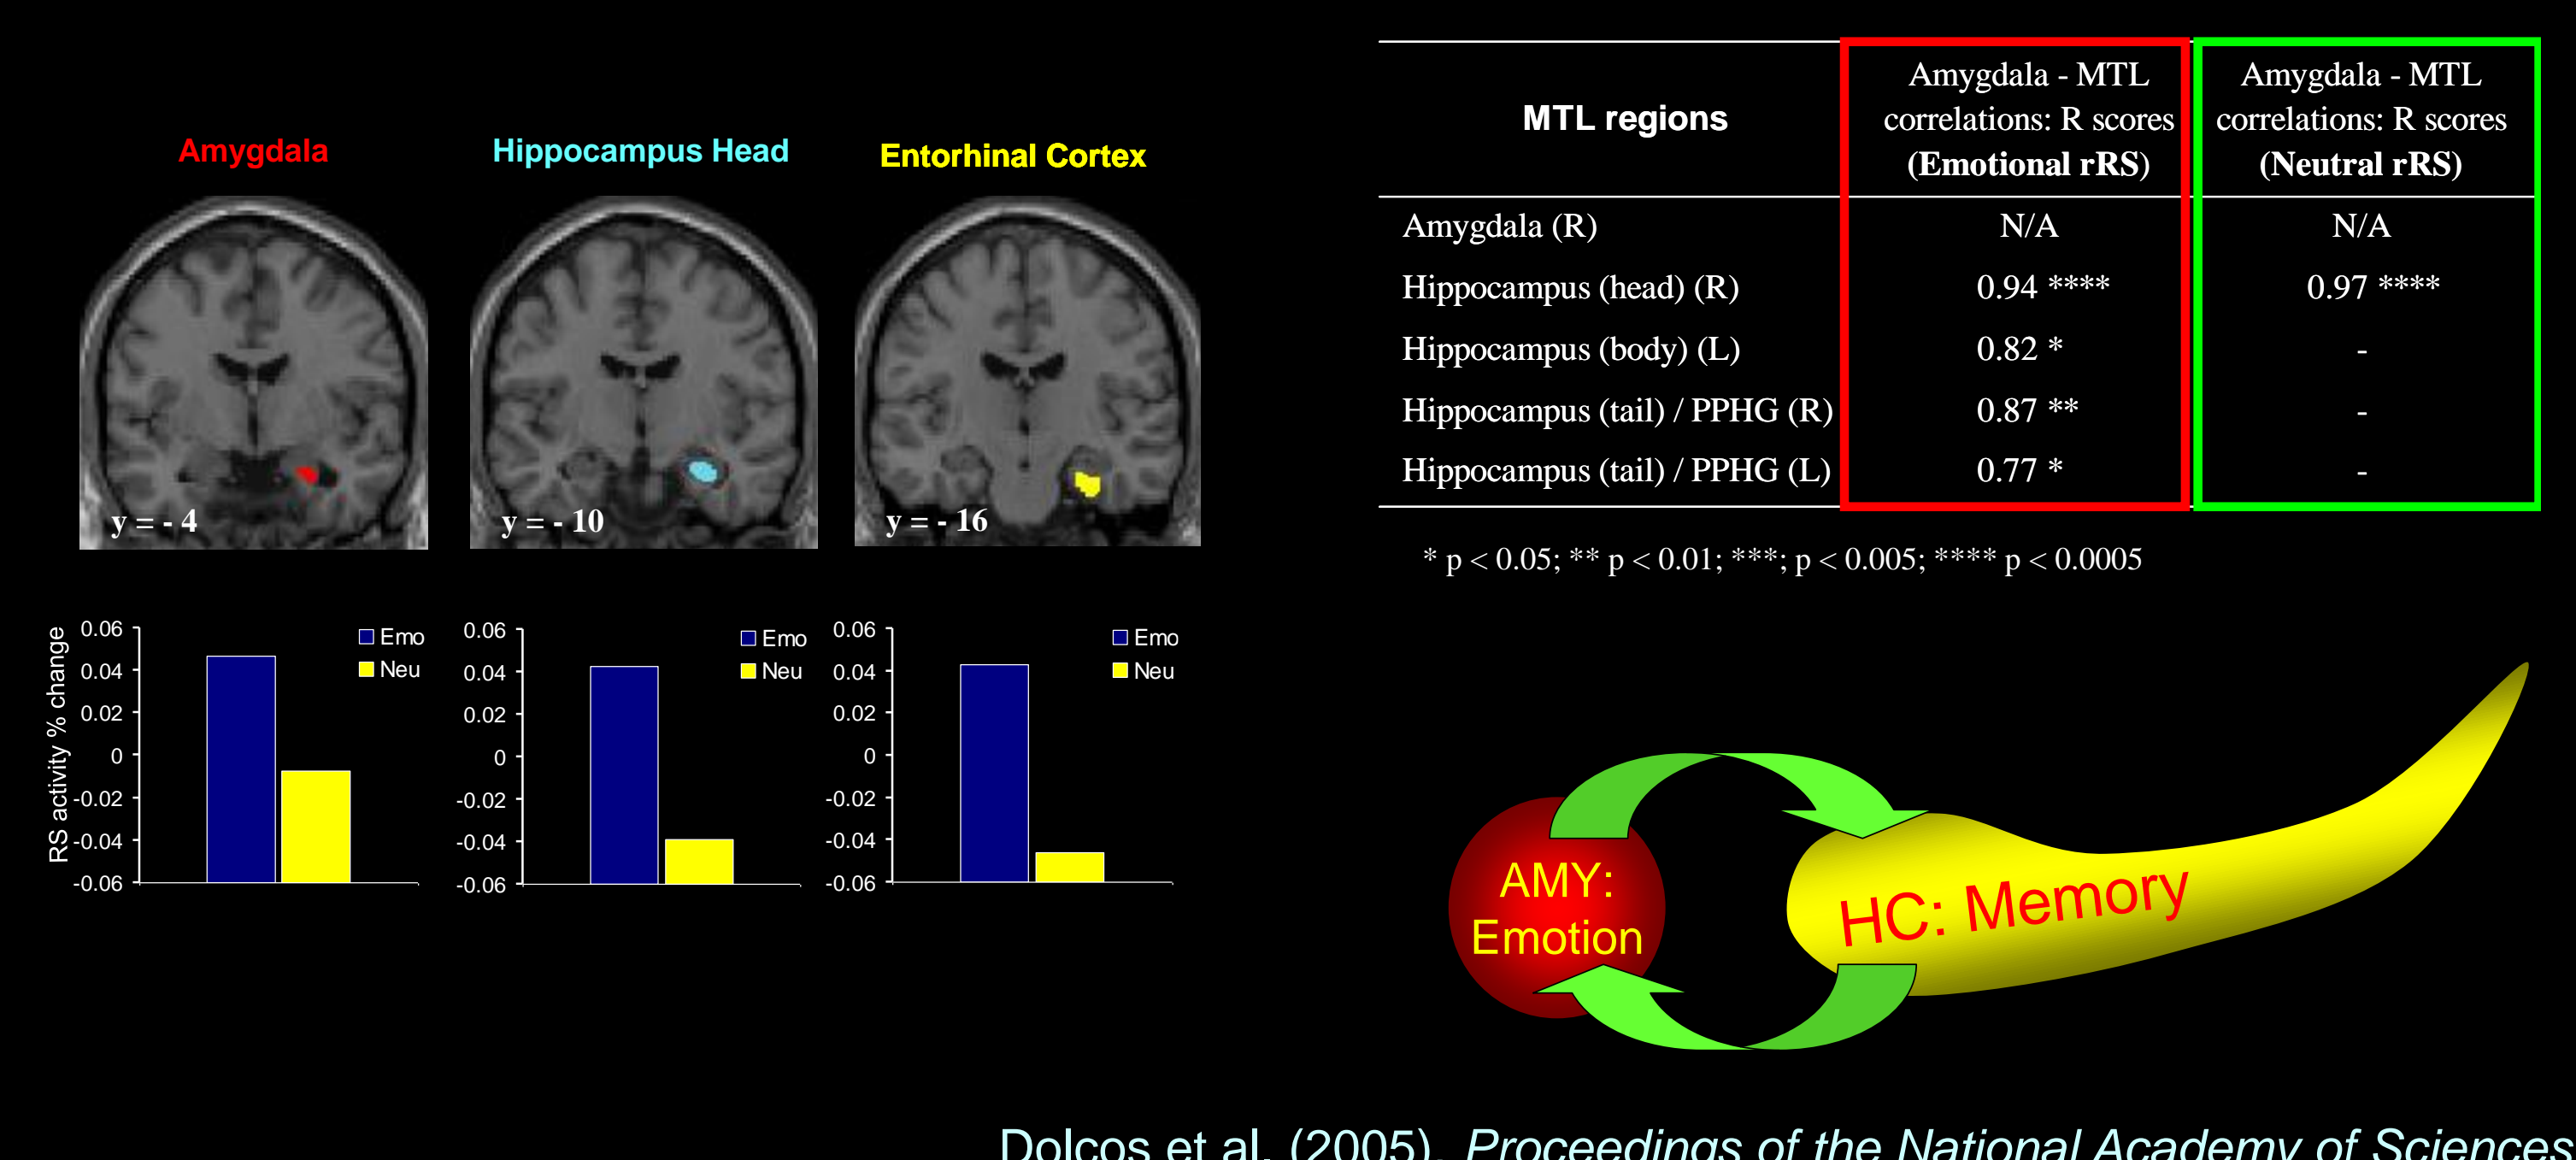 Amygdala
Hippocampus Head
Entorhinal Cortex
y = - 4
y = - 10
y = - 16
RS activity % change
0.06
0.04
0.02
0
-0.02
-0.04
-0.06
Emo
Neu
0.06
0.04
0.02
0
-0.02
-0.04
-0.06
Emo
Neu
0.06
0.04
0.02
0
-0.02
-0.04
-0.06
Emo
Neu
MTL regions
Amygdala - MTL
correlations: R scores
(Emotional rRS)
Amygdala - MTL
correlations: R scores
(Neutral rRS)
Amygdala (R) N/A N/A
Hippocampus (head) (R) 0.94 **** 0.97 ****
Hippocampus (body) (L) 0.82 * -
Hippocampus (tail) / PPHG (R) 0.87 ** -
Hippocampus (tail) / PPHG (L) 0.77 * -
* p < 0.05; ** p < 0.01; ***; p < 0.005; **** p < 0.0005
AMY:
Emotion
HC: Memory
Dolcos et al. (2005). Proceedings of the National Academy of Sciences